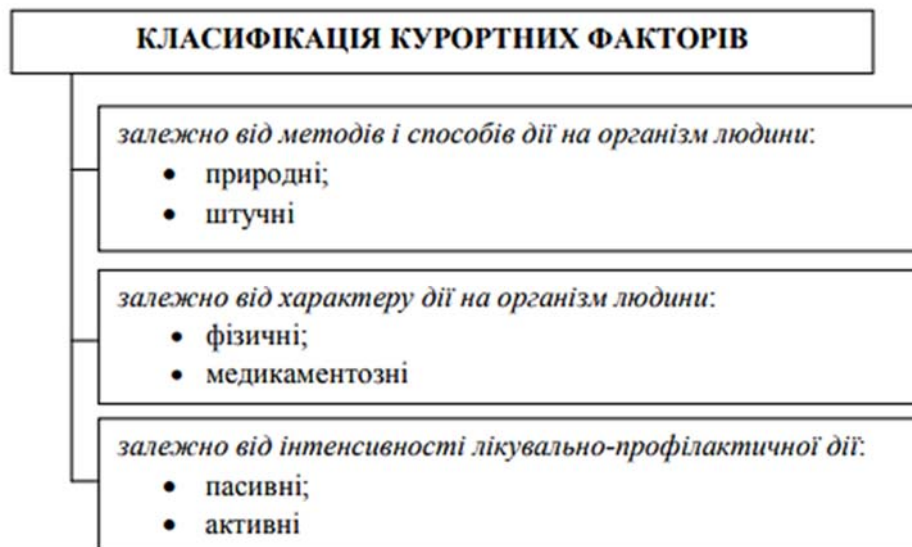 КЛАСИФІКАЦІЯ КУРОРТНИХ ФАКТОРІВ
залежно від методів і способів дії на організм людини:
• природні;
• штучні
залежно від характеру дії на організм людини:
• фізичні;
• медикаментозні
залежно від інтенсивності лікувально-профілактичної дії:
• пасивні;
• активні